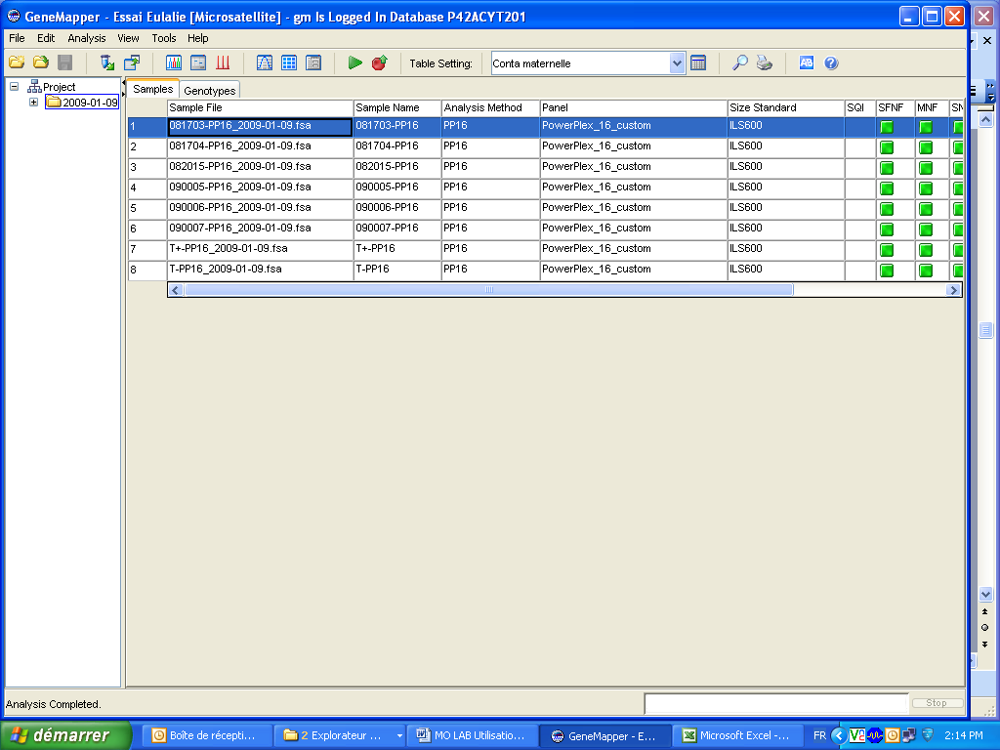 GeneMapper - Essai Eulalie [Microsatellite] - gm Is Logged In Database P42ACYT201
File Edit Analysis View Tools Help
Table Setting: Conta maternelle
Project
2009-01-09
Samples Genotypes
Sample File Sample Name Analysis Method Panel Size Standard SQI SFNF MNF SN
1 081703-PP16_2009-01-09.fsa 081703-PP16 PP16 PowerPlex_16_custom ILS600
2 081704-PP16_2009-01-09.fsa 081704-PP16 PP16 PowerPlex_16_custom ILS600
3 082015-PP16_2009-01-09.fsa 082015-PP16 PP16 PowerPlex_16_custom ILS600
4 090005-PP16_2009-01-09.fsa 090005-PP16 PP16 PowerPlex_16_custom ILS600
5 090006-PP16_2009-01-09.fsa 090006-PP16 PP16 PowerPlex_16_custom ILS600
6 090007-PP16_2009-01-09.fsa 090007-PP16 PP16 PowerPlex_16_custom ILS600
7 T+-PP16_2009-01-09.fsa T+-PP16 PP16 PowerPlex_16_custom ILS600
8 T-PP16_2009-01-09.fsa T-PP16 PP16 PowerPlex_16_custom ILS600
Analysis Completed. Stop
démarrer Boîte de récepti... 2 Explorateur ... MO LAB Utilisatio... GeneMapper - E... Microsoft Excel -... FR 2:14 PM